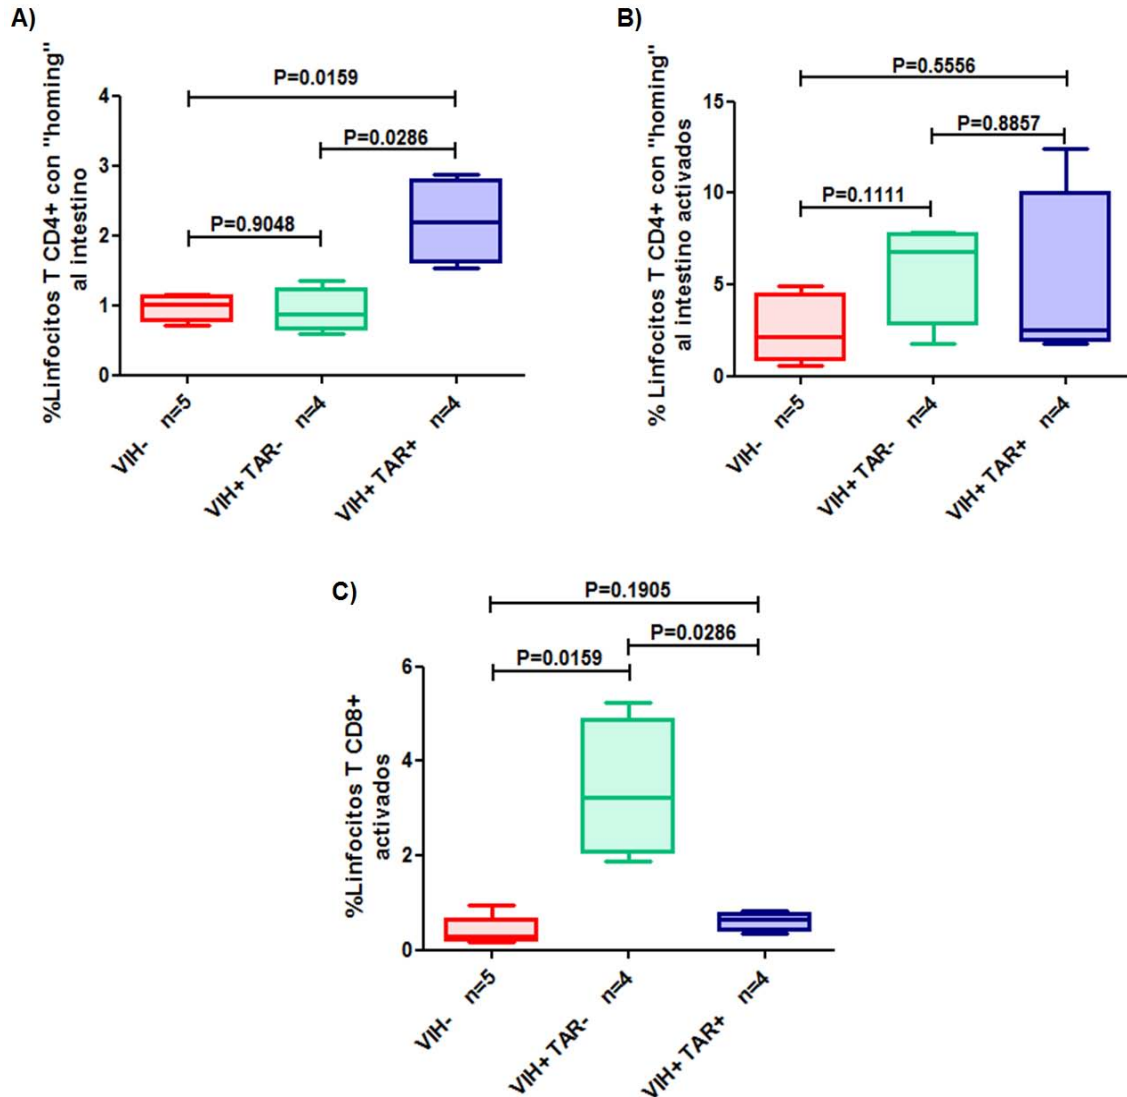 A)
P=0.0159
P=0.0286
P=0.9048
%Linfocitos T CD4+ con "homing"
al intestino
4
3
2
1
0
VIH- n=5
VIH+ TAR- n=4
VIH+ TAR+ n=4
B)
P=0.5556
P=0.8857
P=0.1111
% Linfocitos T CD4+ con "homing"
al intestino activados
15
10
5
0
VIH- n=5
VIH+ TAR- n=4
VIH+ TAR+ n=4
C)
P=0.1905
P=0.0286
P=0.0159
%Linfocitos T CD8+
activados
6
4
2
0
VIH- n=5
VIH+ TAR- n=4
VIH+ TAR+ n=4